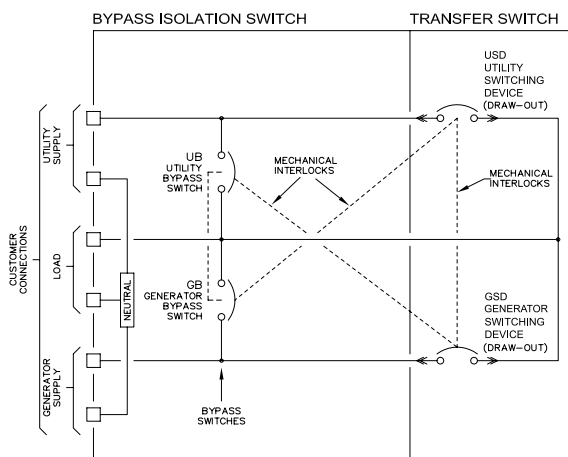 BYPASS ISOLATION SWITCH
TRANSFER SWITCH
USD
UTILITY
SWITCHING
DEVICE
(DRAW-OUT)
UB
UTILITY
BYPASS
SWITCH
MECHANICAL
INTERLOCKS
MECHANICAL
INTERLOCKS
CUSTOMER
CONNECTIONS
UTILITY
SUPPLY
LOAD
GENERATOR
SUPPLY
NEUTRAL
GB
GENERATOR
BYPASS
SWITCH
GSD
GENERATOR
SWITCHING
DEVICE
(DRAW-OUT)
BYPASS
SWITCHES